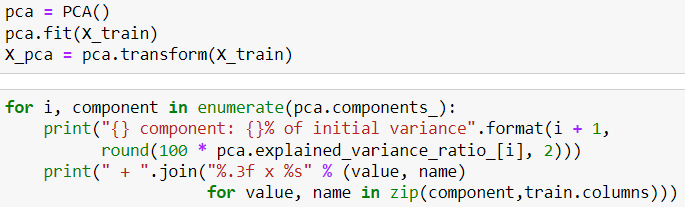 pca = PCA()
pca.fit(X_train)
X_pca = pca.transform(X_train)
for i, component in enumerate(pca.components_):
    print("{} component: {}% of initial variance".format(i + 1,
          round(100 * pca.explained_variance_ratio_[i], 2)))
    print(" + ".join("%.3f x %s" % (value, name)
                     for value, name in zip(component,train.columns)))